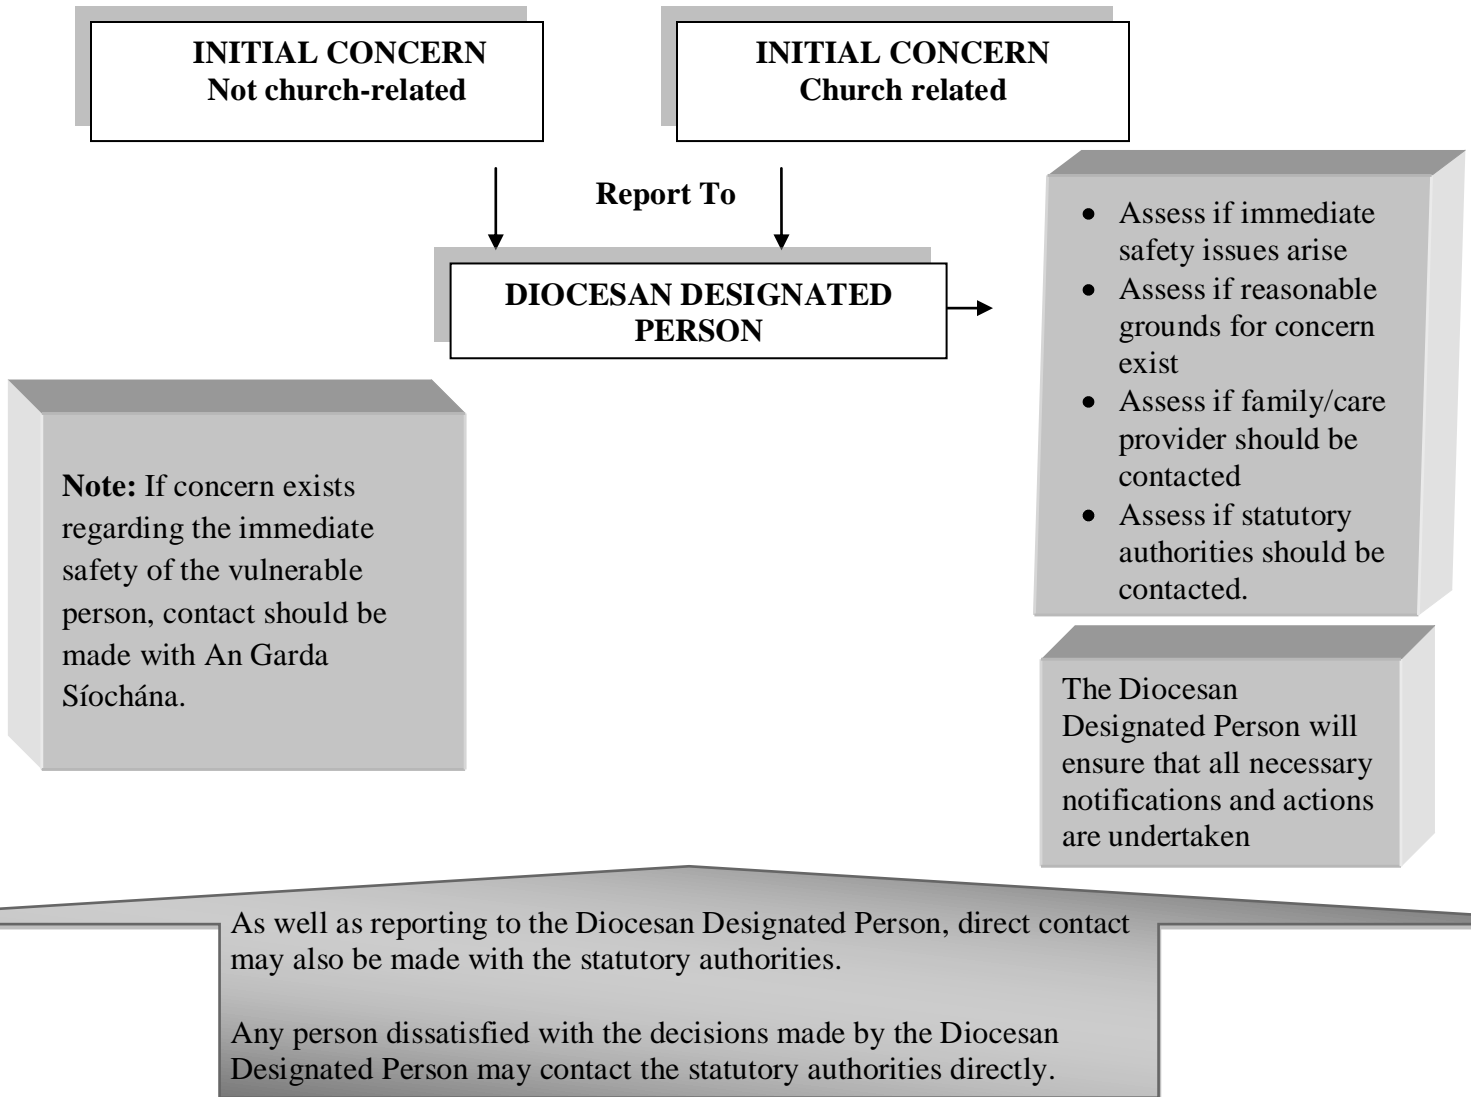 INITIAL CONCERN
Not church-related
INITIAL CONCERN
Church related
Report To
DIOCESAN DESIGNATED
PERSON
• Assess if immediate
safety issues arise
• Assess if reasonable
grounds for concern
exist
• Assess if family/care
provider should be
contacted
• Assess if statutory
authorities should be
contacted.
Note: If concern exists
regarding the immediate
safety of the vulnerable
person, contact should be
made with An Garda
Síochána.
The Diocesan
Designated Person will
ensure that all necessary
notifications and actions
are undertaken
As well as reporting to the Diocesan Designated Person, direct contact
may also be made with the statutory authorities.
Any person dissatisfied with the decisions made by the Diocesan
Designated Person may contact the statutory authorities directly.